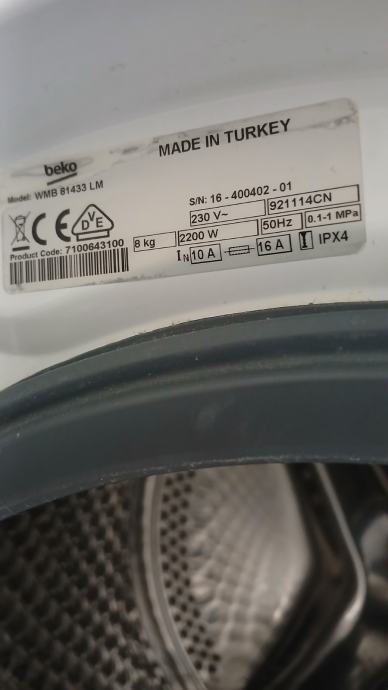 beko
MADE IN TURKEY
Model: WMB 81433 LM
S/N: 16 - 400402 - 01
230 V~ 921114CN
DVE
Product Code: 7100643100
8 kg 2200 W 50Hz 0.1-1 MPa
IN 10 A 16 A IPX4